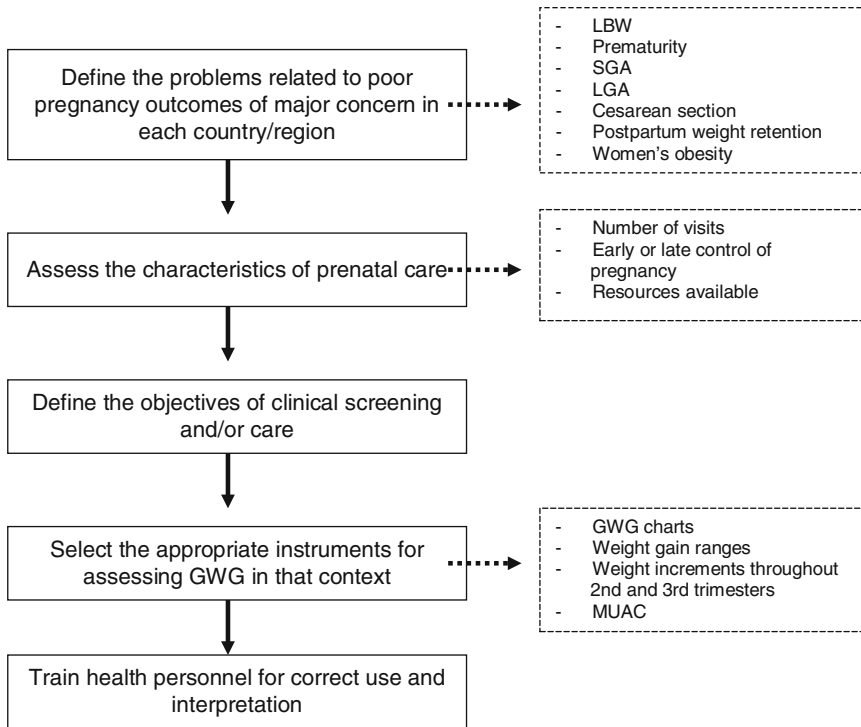 Define the problems related to poor
pregnancy outcomes of major concern in
each country/region
- LBW
- Prematurity
- SGA
- LGA
- Cesarean section
- Postpartum weight retention
- Women's obesity
Assess the characteristics of prenatal care
- Number of visits
- Early or late control of
pregnancy
- Resources available
Define the objectives of clinical screening
and/or care
Select the appropriate instruments for
assessing GWG in that context
- GWG charts
- Weight gain ranges
- Weight increments throughout
2nd and 3rd trimesters
- MUAC
Train health personnel for correct use and
interpretation